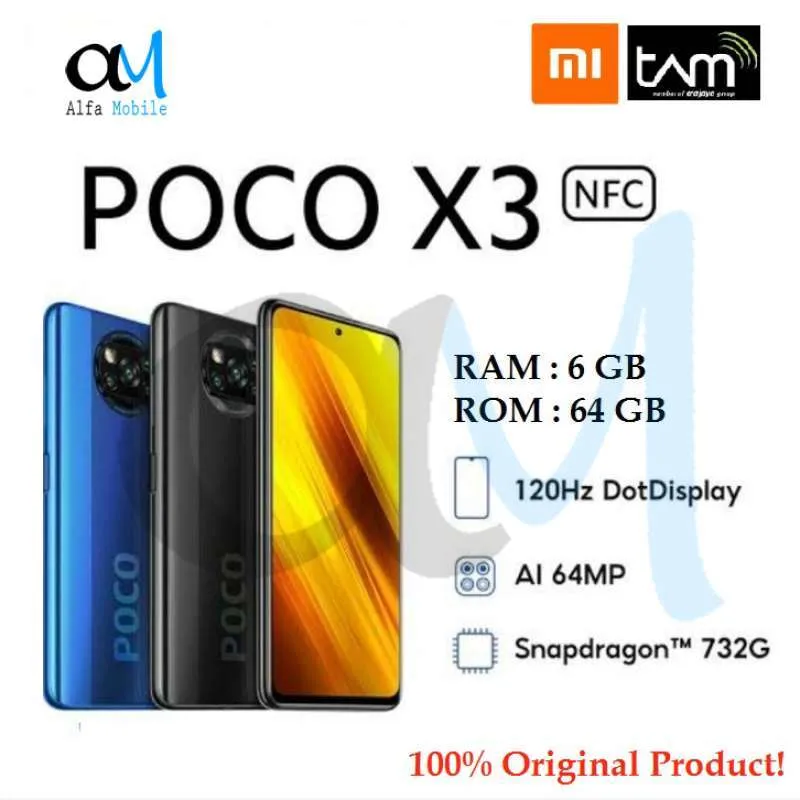 aM
Alfa Mobile
mi
tam
member of erajaya group
POCO X3 NFC
RAM : 6 GB
ROM : 64 GB
120Hz DotDisplay
AI 64MP
Snapdragon™ 732G
POCO
POCO
100% Original Product!